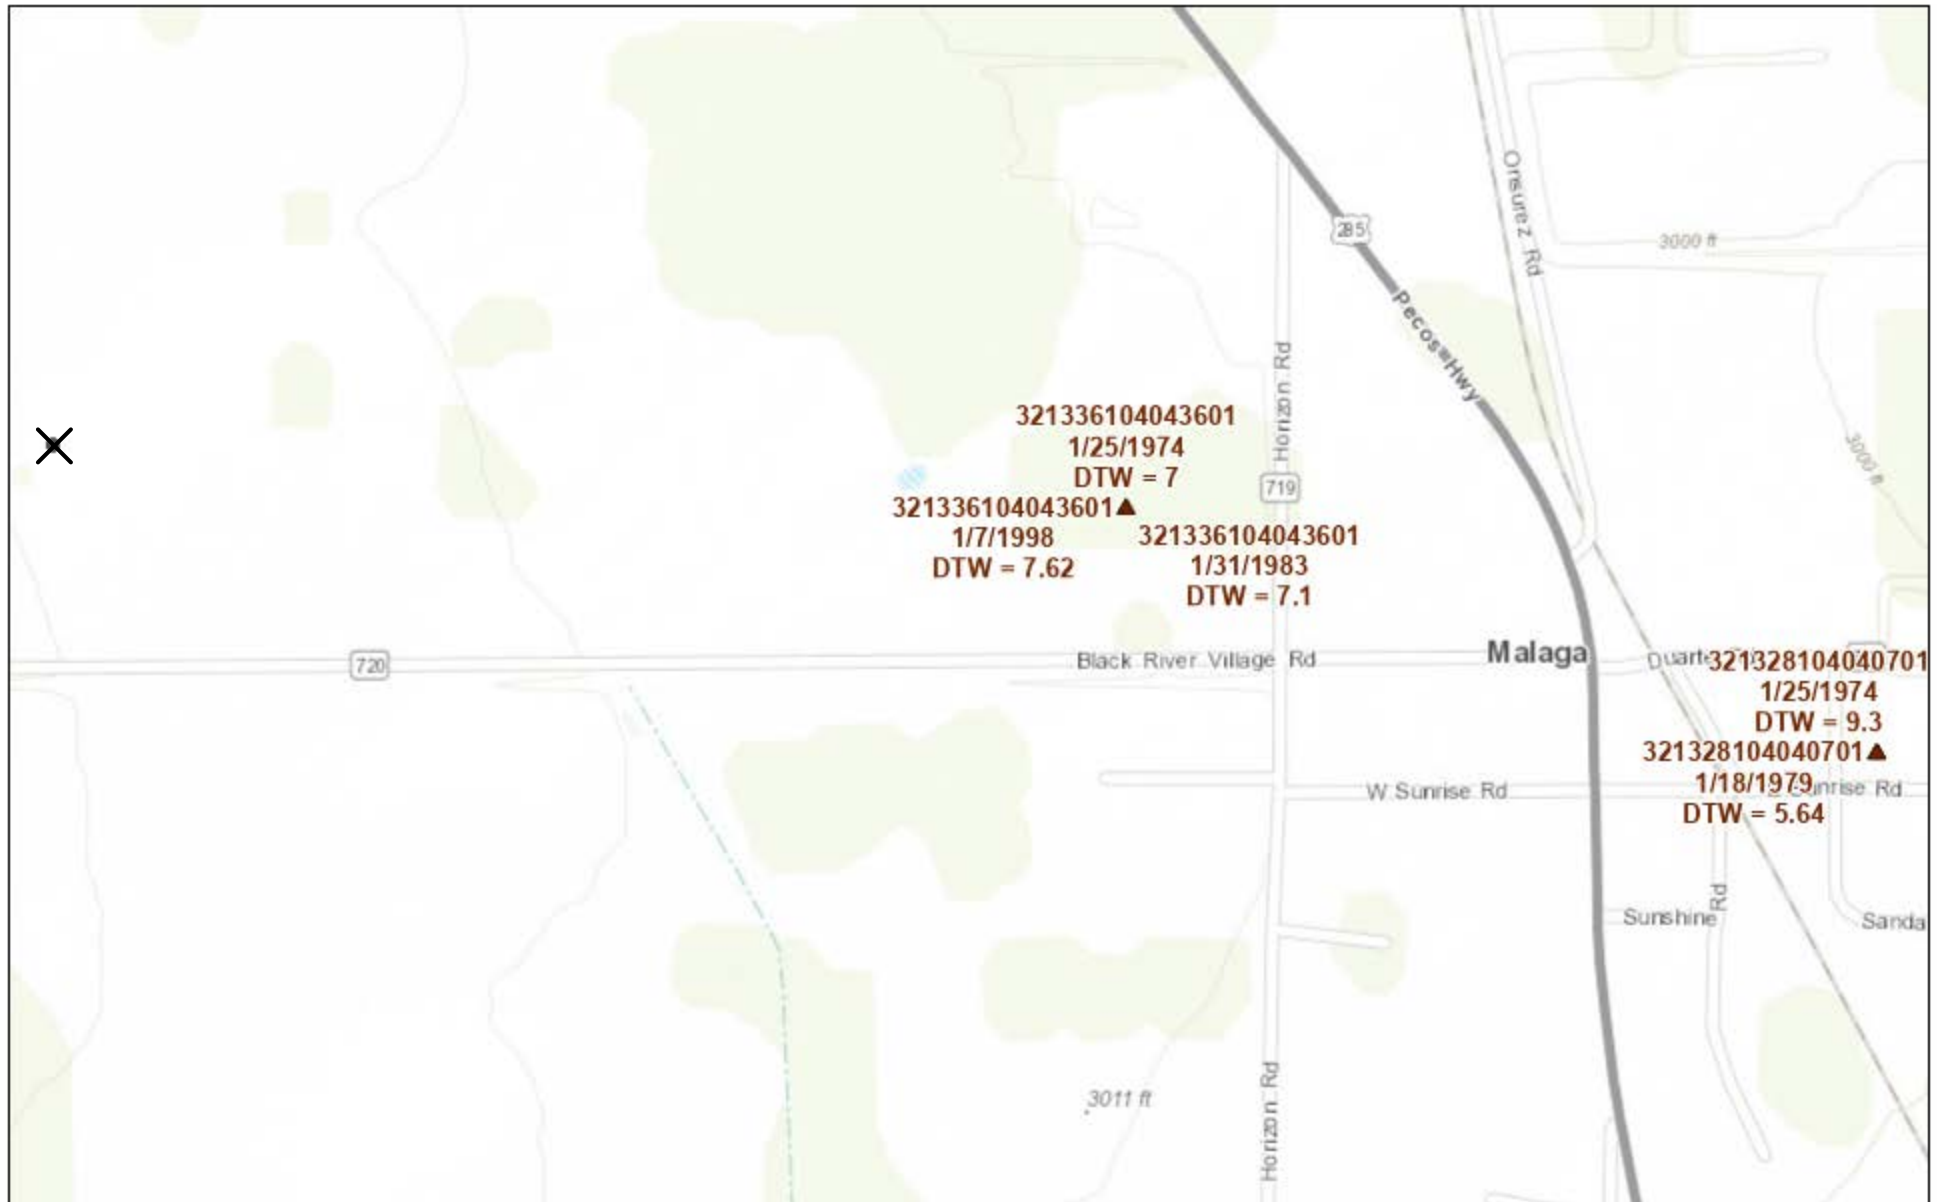 Onsurez Rd
285
3000 ft
Pecos Hwy
Horizon Rd
321336104043601
1/25/1974
DTW = 7
3000 ft
719
321336104043601
1/7/1998
DTW = 7.62
321336104043601
1/31/1983
DTW = 7.1
720
Black River Village Rd
Malaga
Duarte
321328104040701
1/25/1974
DTW = 9.3
321328104040701
1/18/1979
DTW = 5.64
W Sunrise Rd
Sunrise Rd
Rd
Sunshine
Sanda
Horizon Rd
3011 ft